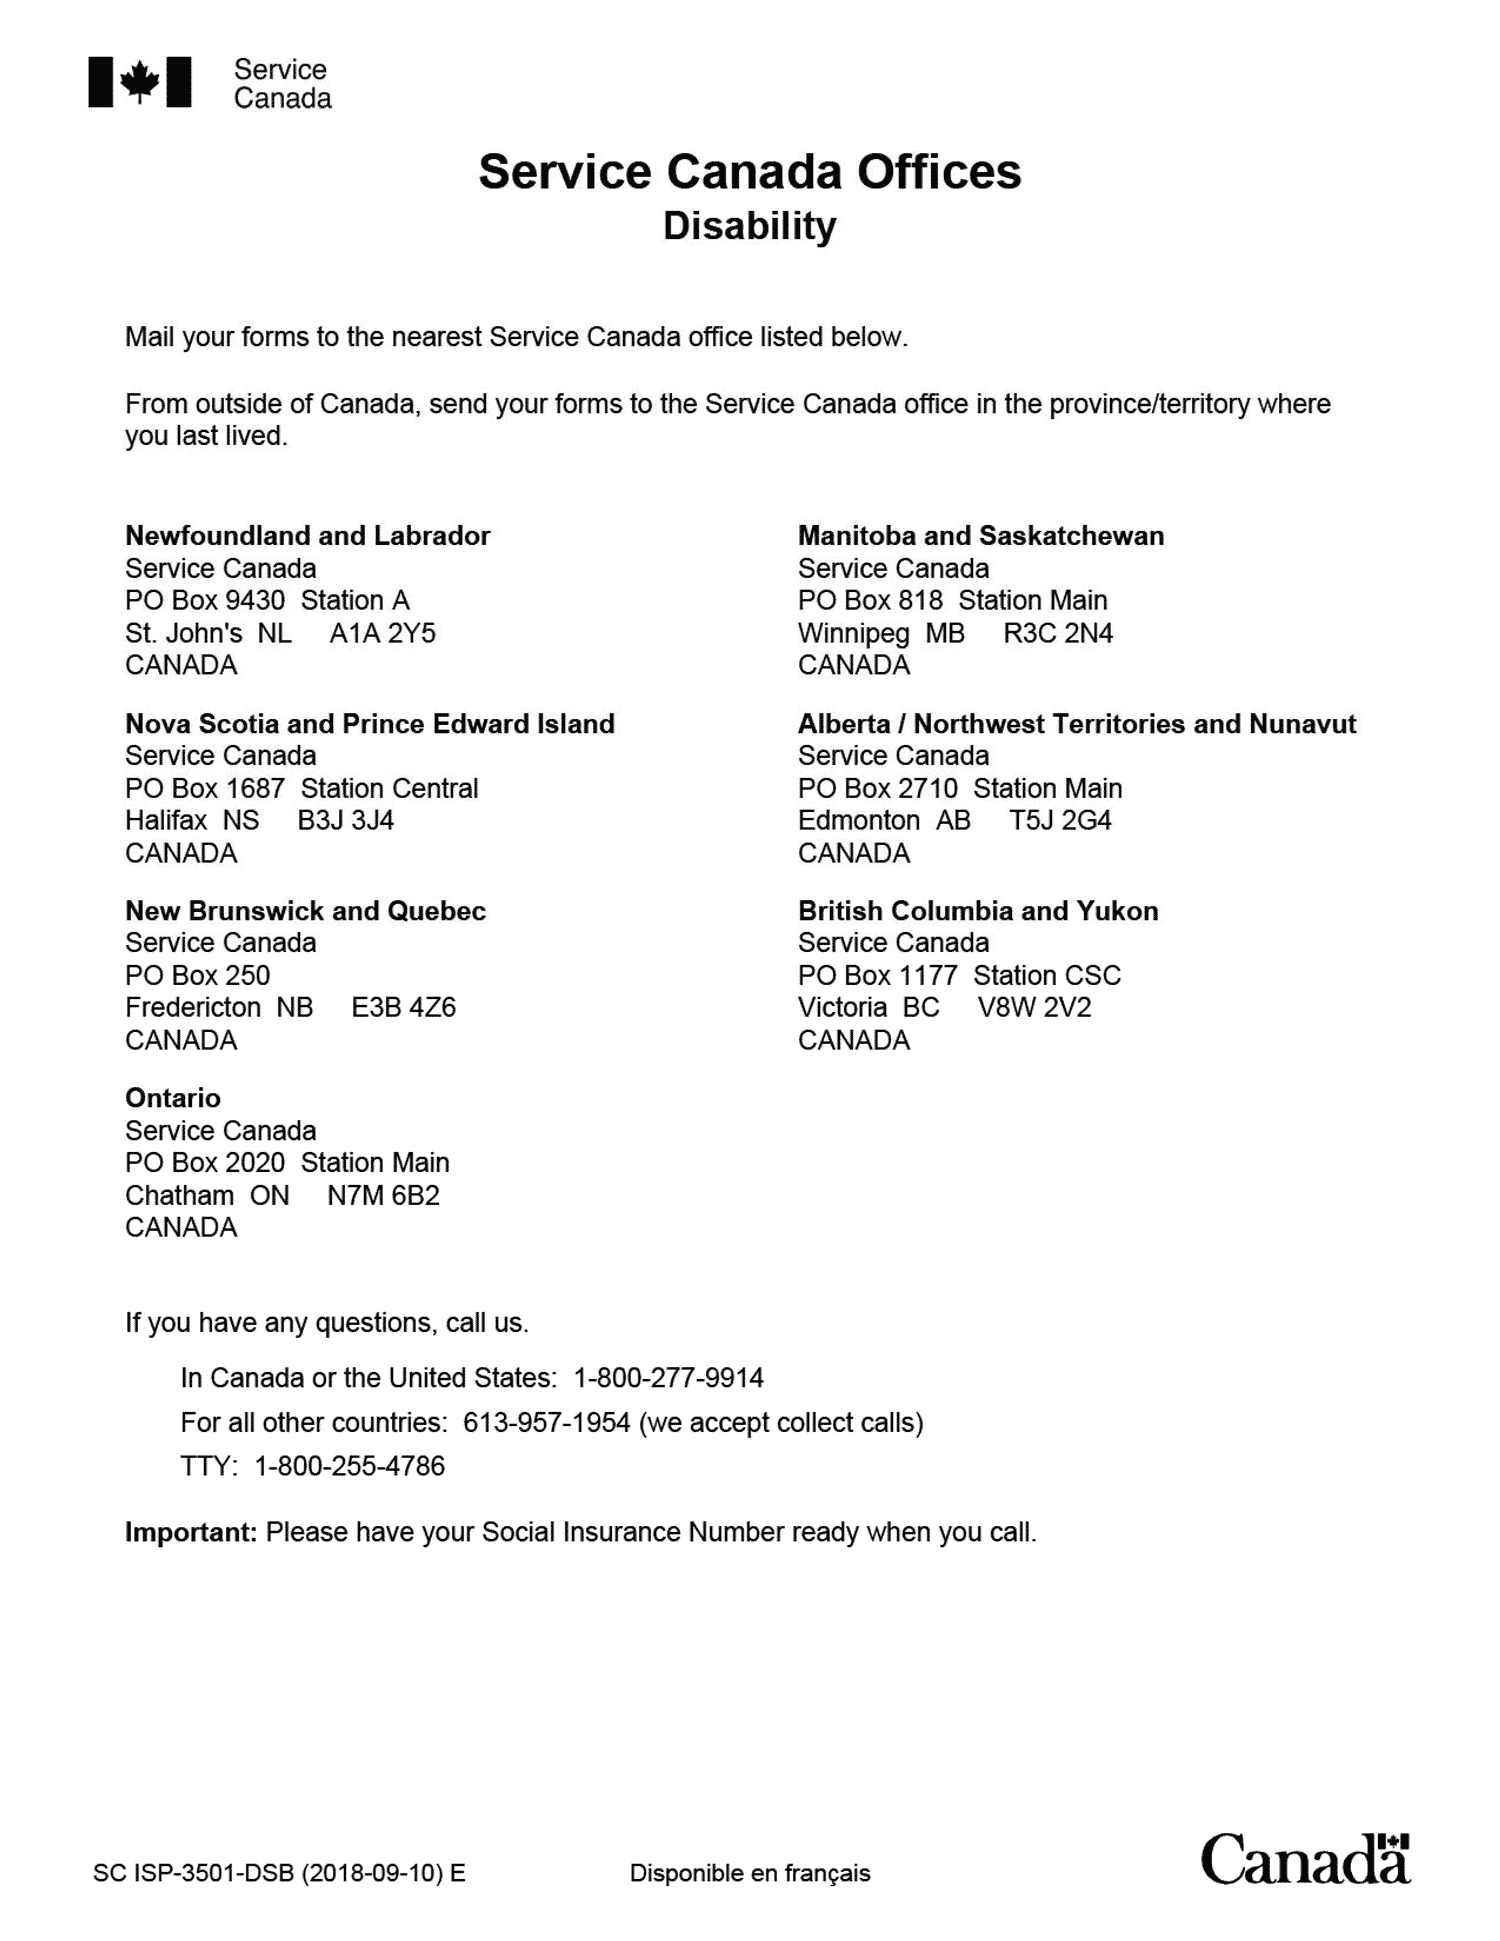 Service
Canada
Service Canada Offices
Disability
Mail your forms to the nearest Service Canada office listed below.
From outside of Canada, send your forms to the Service Canada office in the province/territory where
you last lived.
Newfoundland and Labrador
Service Canada
PO Box 9430  Station A
St. John's  NL     A1A 2Y5
CANADA
Nova Scotia and Prince Edward Island
Service Canada
PO Box 1687  Station Central
Halifax  NS     B3J 3J4
CANADA
New Brunswick and Quebec
Service Canada
PO Box 250
Fredericton  NB     E3B 4Z6
CANADA
Ontario
Service Canada
PO Box 2020  Station Main
Chatham  ON     N7M 6B2
CANADA
Manitoba and Saskatchewan
Service Canada
PO Box 818  Station Main
Winnipeg  MB     R3C 2N4
CANADA
Alberta / Northwest Territories and Nunavut
Service Canada
PO Box 2710  Station Main
Edmonton  AB     T5J 2G4
CANADA
British Columbia and Yukon
Service Canada
PO Box 1177  Station CSC
Victoria  BC     V8W 2V2
CANADA
If you have any questions, call us.
In Canada or the United States:  1-800-277-9914
For all other countries:  613-957-1954 (we accept collect calls)
TTY:  1-800-255-4786
Important: Please have your Social Insurance Number ready when you call.
SC ISP-3501-DSB (2018-09-10) E
Disponible en français
Canada